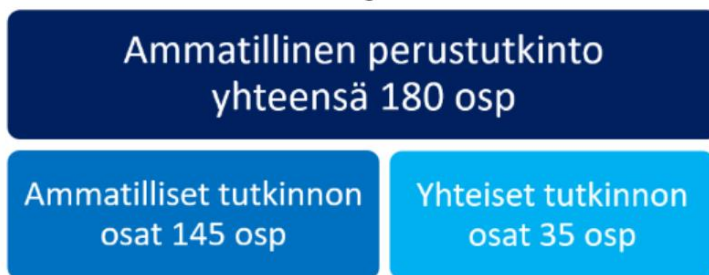 Ammatillinen perustutkinto
yhteensä 180 osp
Ammatilliset tutkinnon
osat 145 osp
Yhteiset tutkinnon
osat 35 osp